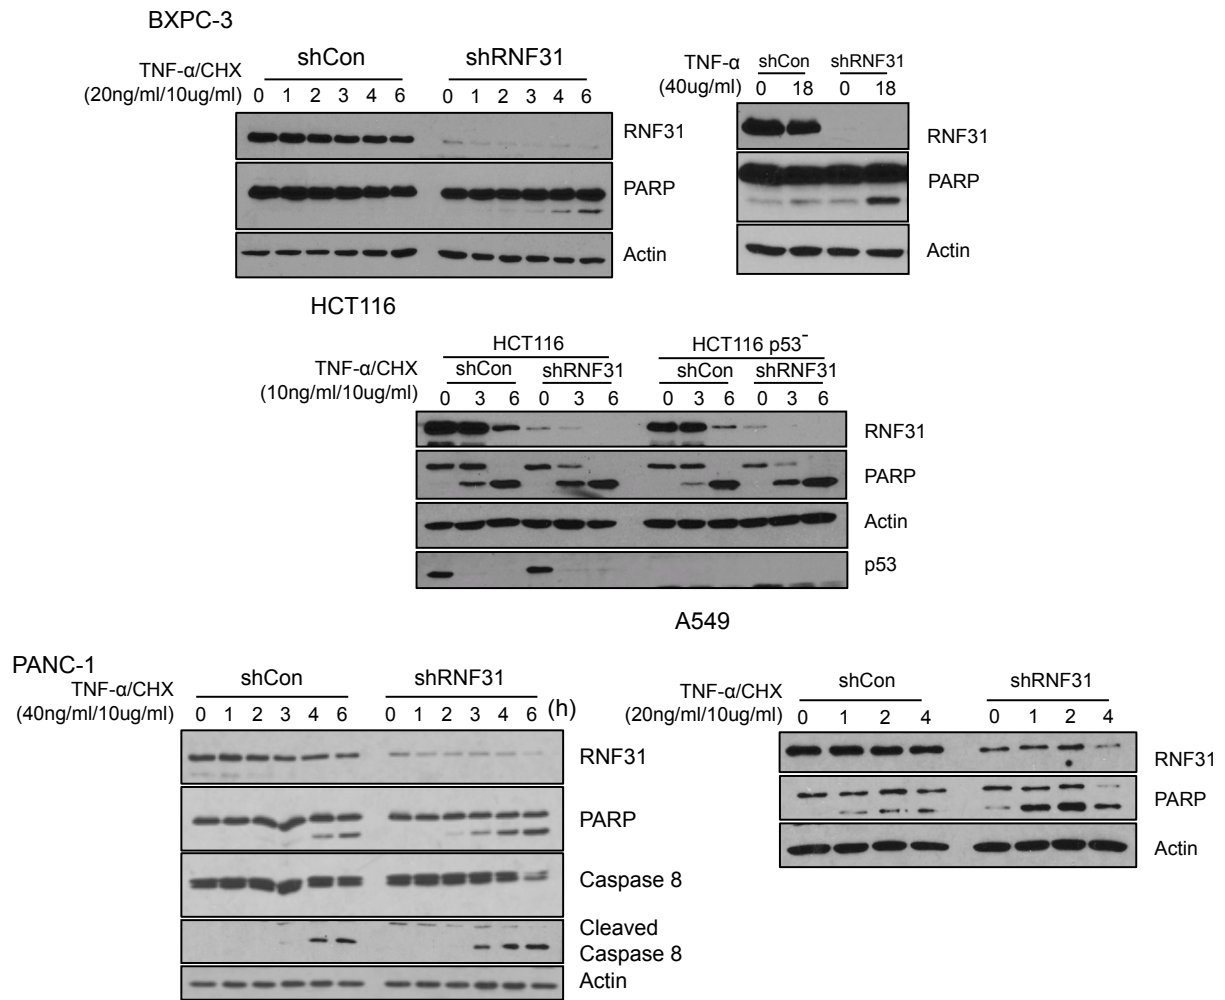 BXPC-3
TNF-α/CHX
(20ng/ml/10ug/ml)
shCon shRNF31
0 1 2 3 4 6 0 1 2 3 4 6
RNF31
PARP
Actin
TNF-α
(40ug/ml)
shCon shRNF31
0 18 0 18
RNF31
PARP
Actin
HCT116
HCT116 HCT116 p53⁻
TNF-α/CHX
(10ng/ml/10ug/ml)
shCon shRNF31 shCon shRNF31
0 3 6 0 3 6 0 3 6 0 3 6
RNF31
PARP
Actin
p53
A549
PANC-1
TNF-α/CHX
(40ng/ml/10ug/ml)
shCon shRNF31
0 1 2 3 4 6 0 1 2 3 4 6 (h)
RNF31
PARP
Caspase 8
Cleaved
Caspase 8
Actin
TNF-α/CHX
(20ng/ml/10ug/ml)
shCon shRNF31
0 1 2 4 0 1 2 4
RNF31
PARP
Actin